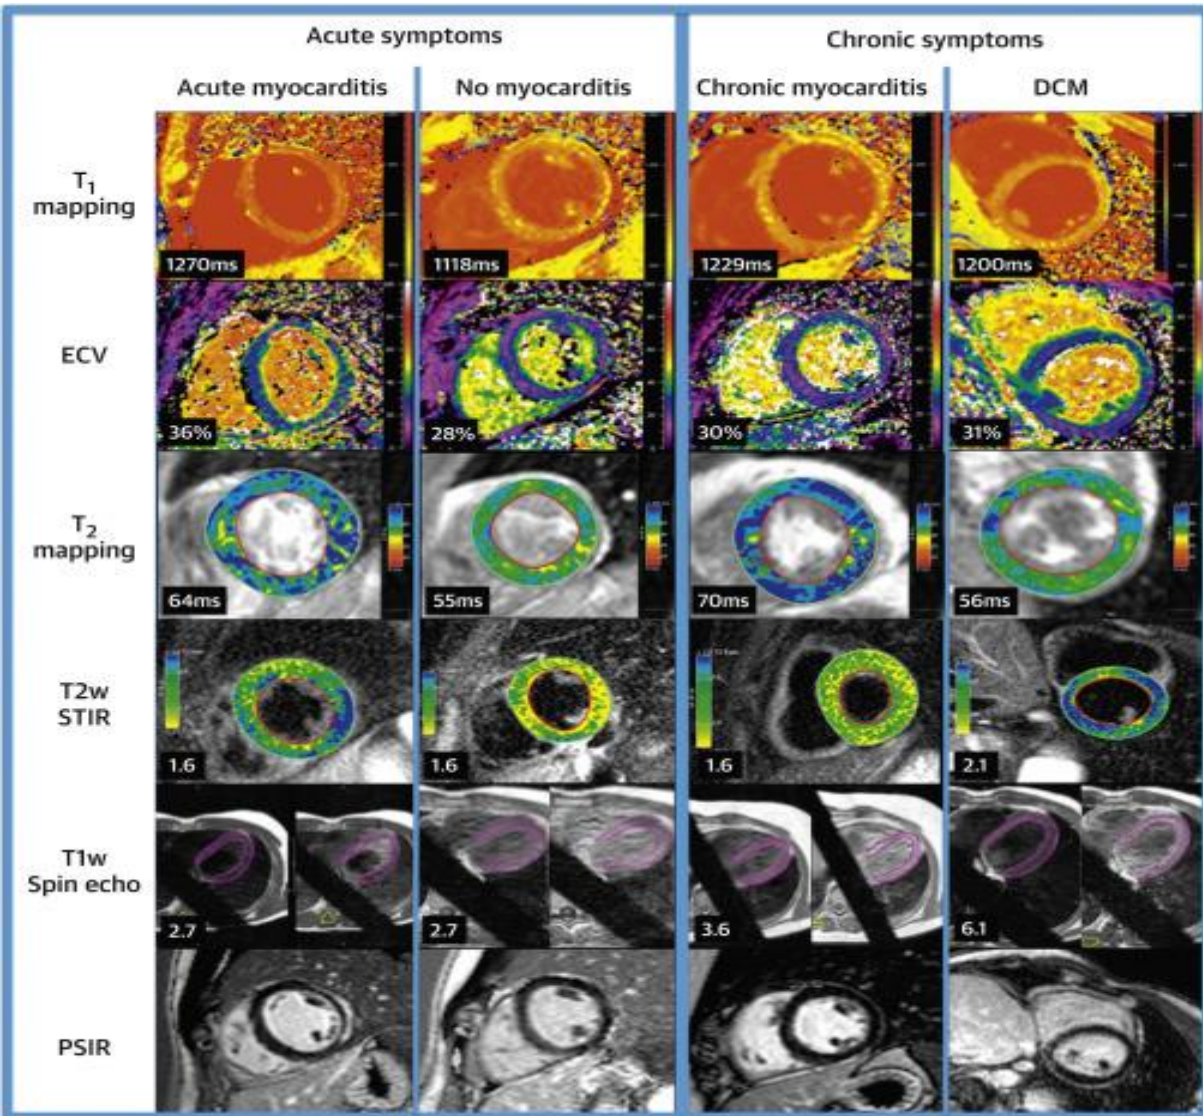 Acute symptoms
Chronic symptoms
Acute myocarditis
No myocarditis
Chronic myocarditis
DCM
T1
mapping
1270ms
1118ms
1229ms
1200ms
ECV
36%
28%
30%
31%
T2
mapping
64ms
55ms
70ms
56ms
T2w
STIR
1.6
1.6
1.6
2.1
T1w
Spin echo
2.7
2.7
3.6
6.1
PSIR